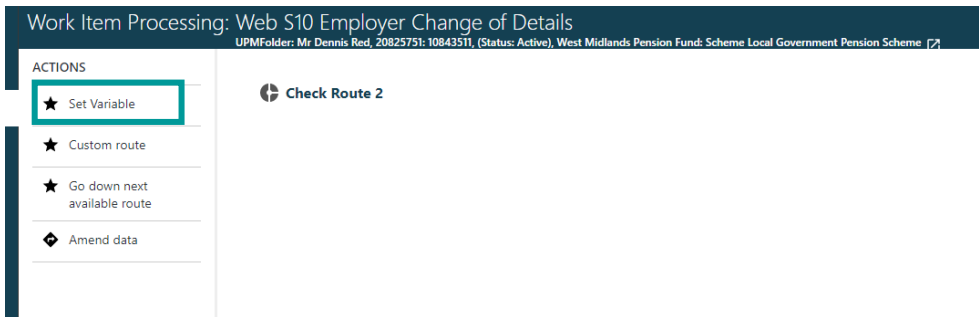 Work Item Processing: Web S10 Employer Change of Details
UPMFolder: Mr Dennis Red, 20825751: 10843511, (Status: Active), West Midlands Pension Fund: Scheme Local Government Pension Scheme
ACTIONS
Set Variable
Check Route 2
Custom route
Go down next
available route
Amend data